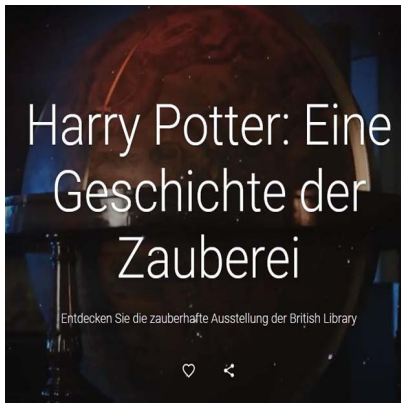 Harry Potter: Eine
Geschichte der
Zauberei
Entdecken Sie die zauberhafte Ausstellung der British Library